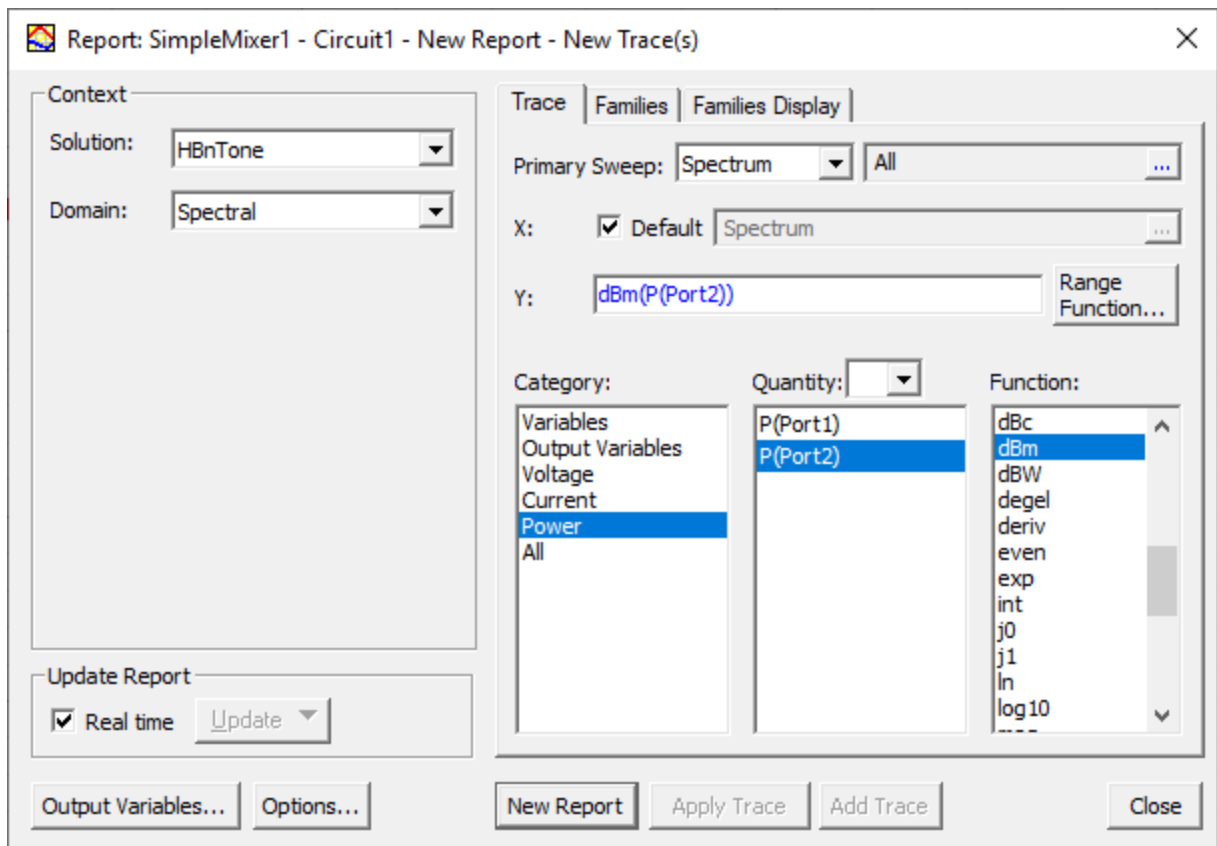 Report: SimpleMixer1 - Circuit1 - New Report - New Trace(s)
Context
Solution: HBnTone
Domain: Spectral
Update Report
Real time Update
Trace Families Families Display
Primary Sweep: Spectrum All ...
X: Default Spectrum ...
Y: dBm(P(Port2)) Range
Function...
Category:
Variables
Output Variables
Voltage
Current
Power
All
Quantity:
P(Port1)
P(Port2)
Function:
dBc
dBm
dBW
degel
deriv
even
exp
int
j0
j1
ln
log10
Output Variables... Options... New Report Apply Trace Add Trace Close